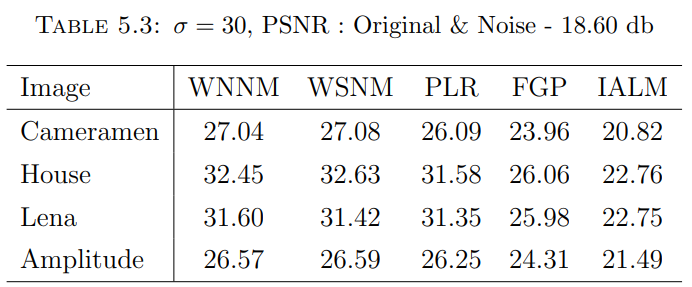 TABLE 5.3: σ = 30, PSNR : Original & Noise - 18.60 db
Image WNNM WSNM PLR FGP IALM
Cameramen 27.04 27.08 26.09 23.96 20.82
House 32.45 32.63 31.58 26.06 22.76
Lena 31.60 31.42 31.35 25.98 22.75
Amplitude 26.57 26.59 26.25 24.31 21.49